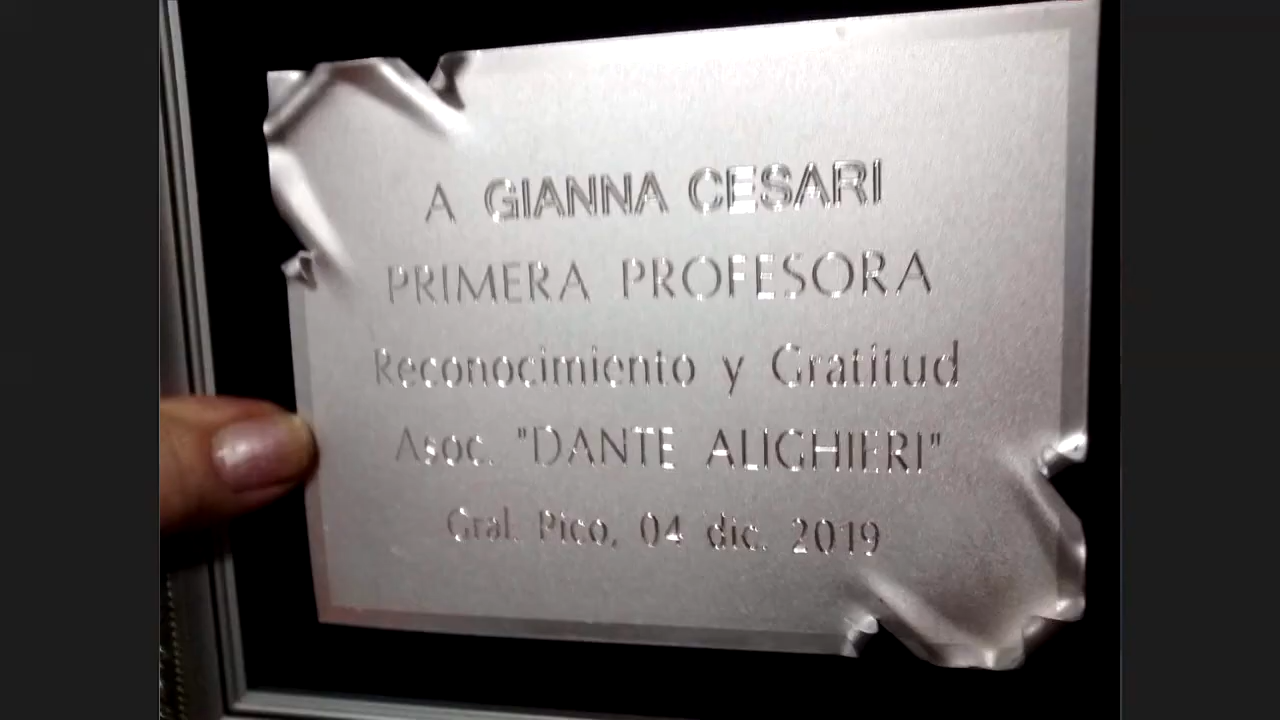 A GIANNA CESARI
PRIMERA PROFESORA
Reconocimiento y Gratitud
Asoc. "DANTE ALIGHIERI"
Gral. Pico, 04 dic. 2019